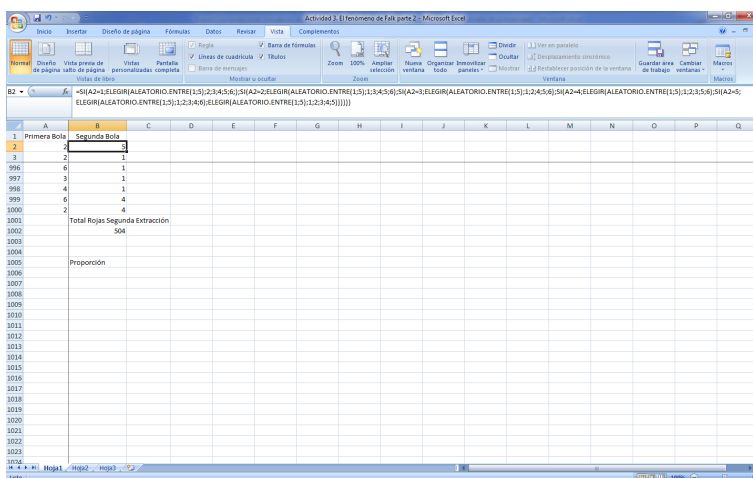 Actividad 3. El fenómeno de Falk parte 2 - Microsoft Excel
Inicio Insertar Diseño de página Fórmulas Datos Revisar Vista Complementos
Normal Diseño de página Vista previa de salto de página Vistas personalizadas Pantalla completa
Vistas de libro
Regla Barra de fórmulas
Líneas de cuadrícula Títulos
Barra de mensajes
Mostrar u ocultar
Zoom 100% Ampliar selección
Zoom
Nueva ventana Organizar todo Inmovilizar paneles
Dividir Ver en paralelo
Ocultar Desplazamiento sincrónico
Mostrar Restablecer posición de la ventana
Guardar área de trabajo Cambiar ventanas
Ventana
Macros
Macros
B2 fx =SI(A2=1;ELEGIR(ALEATORIO.ENTRE(1;5);2;3;4;5;6;);SI(A2=2;ELEGIR(ALEATORIO.ENTRE(1;5);1;3;4;5;6);SI(A2=3;ELEGIR(ALEATORIO.ENTRE(1;5);1;2;4;5;6);SI(A2=4;ELEGIR(ALEATORIO.ENTRE(1;5);1;2;3;5;6);SI(A2=5;
ELEGIR(ALEATORIO.ENTRE(1;5);1;2;3;4;6);ELEGIR(ALEATORIO.ENTRE(1;5);1;2;3;4;5))))))
A B C D E F G H I J K L M N O P Q
1 Primera Bola Segunda Bola
2 2 5
3 2 1
996 6 1
997 3 1
998 4 1
999 6 4
1000 2 4
1001 Total Rojas Segunda Extracción
1002 504
1003
1004
1005 Proporción
1006
1007
1008
1009
1010
1011
1012
1013
1014
1015
1016
1017
1018
1019
1020
1021
1022
1023
1024
Hoja1 Hoja2 Hoja3
Listo 100%